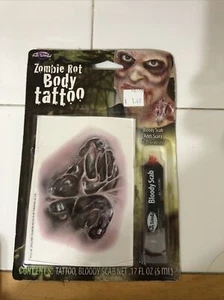 Zombie Rot
Body
tattoo
Bloody Scab
Bloody Scab
CONTENTS: TATTOO, BLOODY SCAB NET .17 FL OZ (5 mL)